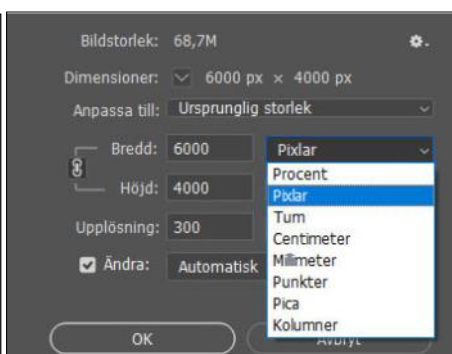 Bildstorlek: 68,7M
Dimensioner: 6000 px × 4000 px
Anpassa till: Ursprunglig storlek
Bredd: 6000 Pixlar
Höjd: 4000
Upplösning: 300
Ändra: Automatisk
Procent
Pixlar
Tum
Centimeter
Millimeter
Punkter
Pica
Kolumner
OK Avbryt